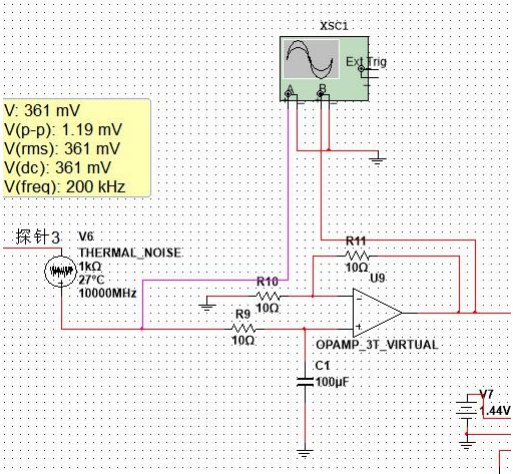 XSC1
Ext Trig
A
B
V: 361 mV
V(p-p): 1.19 mV
V(rms): 361 mV
V(dc): 361 mV
V(freq): 200 kHz
探针3
V6
THERMAL_NOISE
1kΩ
27°C
10000MHz
R11
10Ω
U9
R10
10Ω
R9
10Ω
OPAMP_3T_VIRTUAL
C1
100µF
V7
1.44V